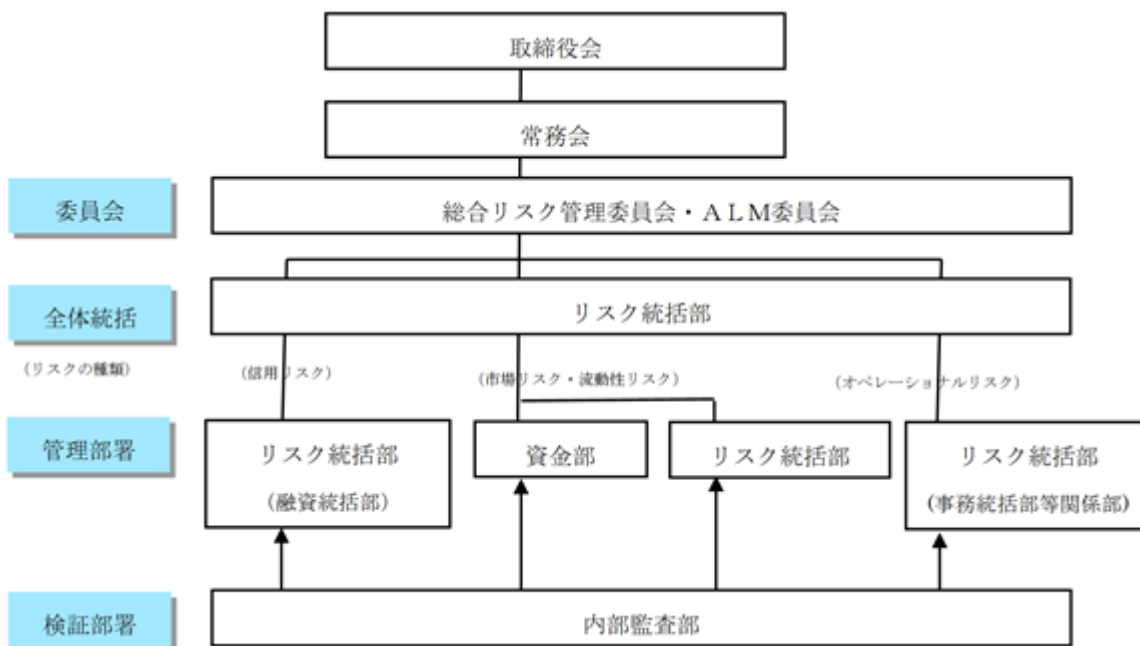 取締役会
常務会
委員会
総合リスク管理委員会・ALM委員会
全体統括
リスク統括部
(リスクの種類)
(信用リスク)
(市場リスク・流動性リスク)
(オペレーショナルリスク)
管理部署
リスク統括部
(融資統括部)
資金部
リスク統括部
リスク統括部
(事務統括部等関係部)
検証部署
内部監査部